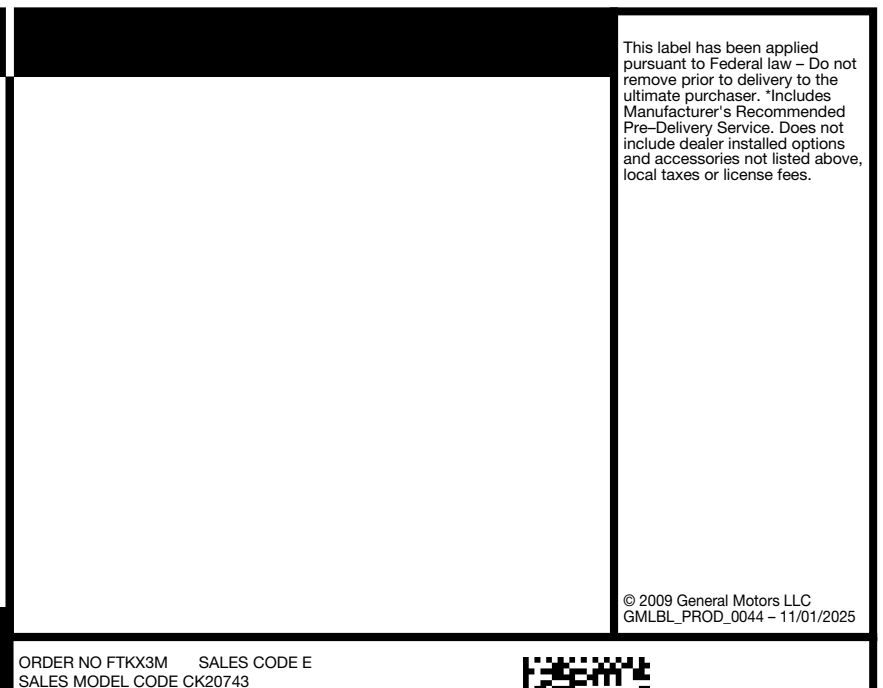 This label has been applied
pursuant to Federal law – Do not
remove prior to delivery to the
ultimate purchaser. *Includes
Manufacturer's Recommended
Pre–Delivery Service. Does not
include dealer installed options
and accessories not listed above,
local taxes or license fees.
© 2009 General Motors LLC
GMLBL_PROD_0044 – 11/01/2025
ORDER NO FTKX3M SALES CODE E
SALES MODEL CODE CK20743